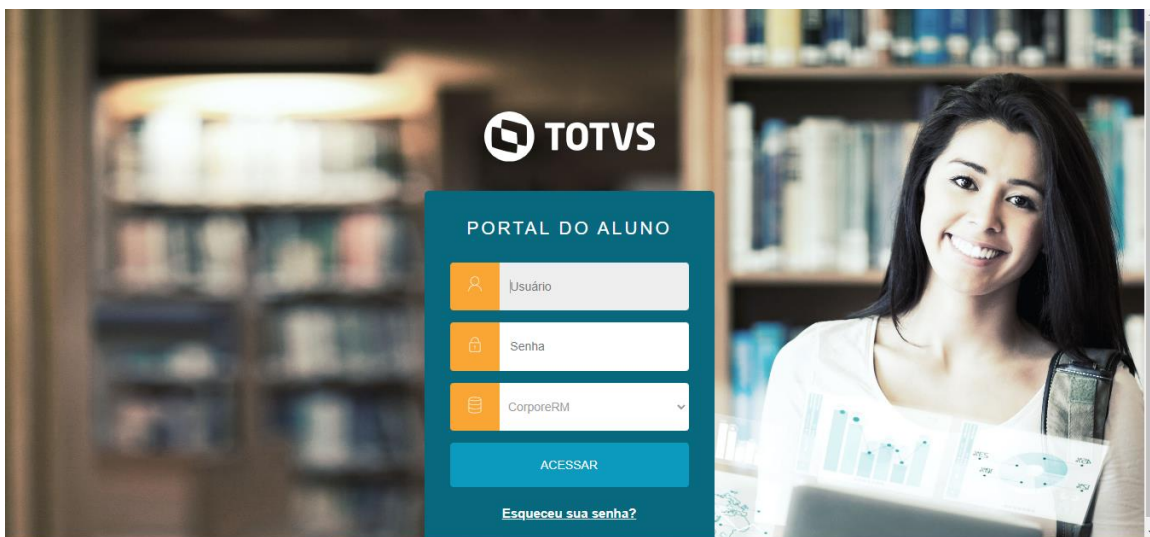 TOTVS
PORTAL DO ALUNO
Usuário
Senha
CorporeRM
ACESSAR
Esqueceu sua senha?